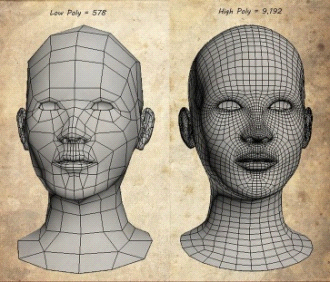 Low Poly = 578
High Poly = 9,192